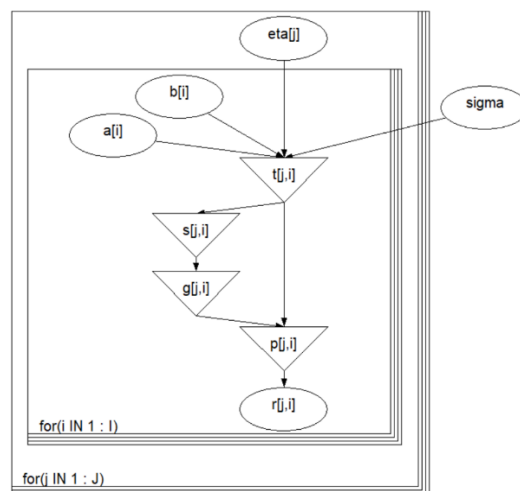 eta[j]
b[i]
sigma
a[i]
t[j,i]
s[j,i]
g[j,i]
p[j,i]
r[j,i]
for(i IN 1 : I)
for(j IN 1 : J)